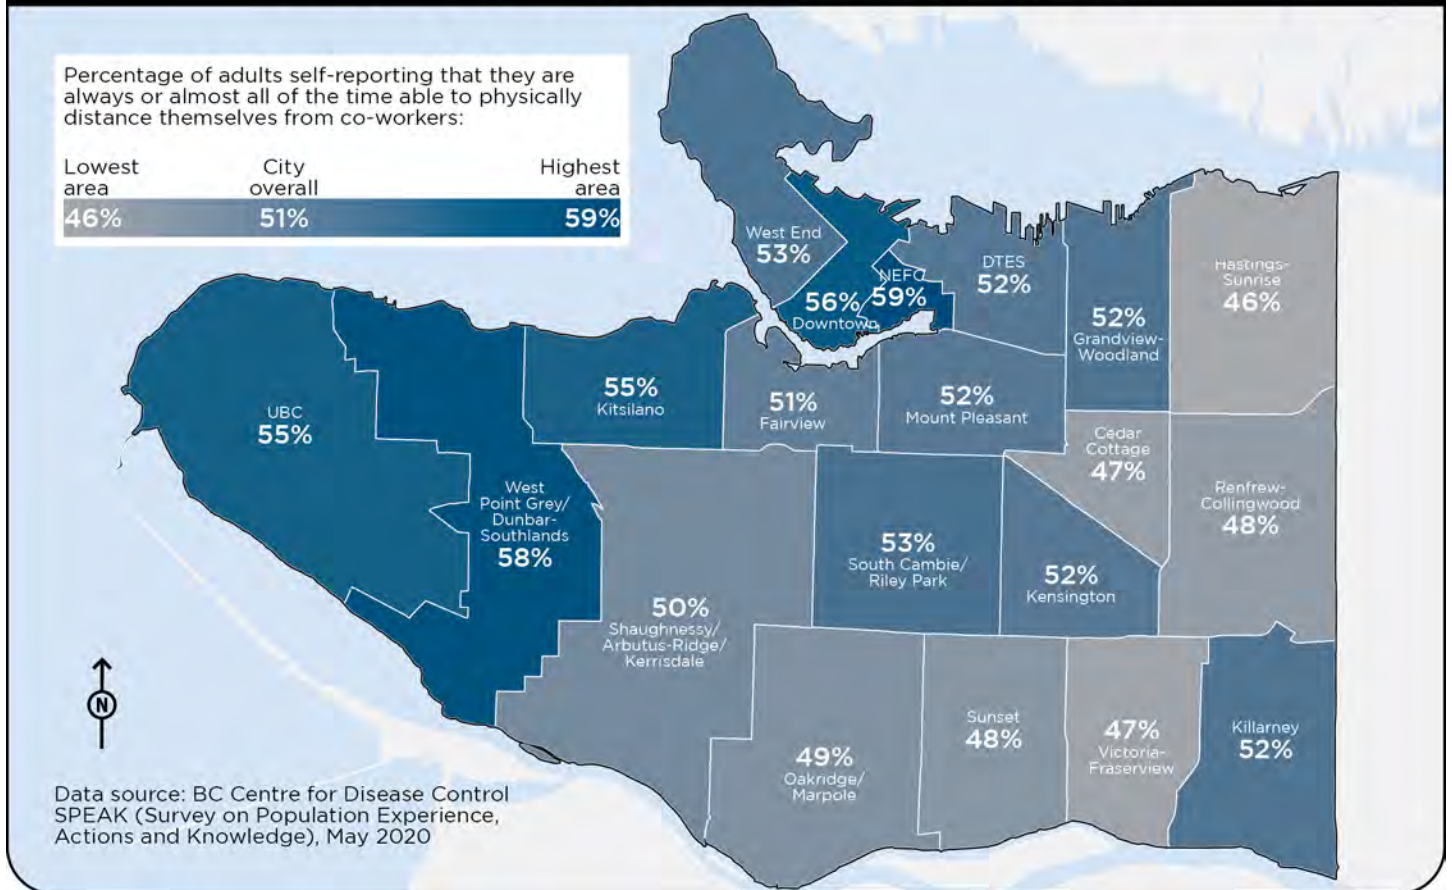 Percentage of adults self-reporting that they are
always or almost all of the time able to physically
distance themselves from co-workers:
Lowest
area
City
overall
Highest
area
46%
51%
59%
West End
53%
56%
Downtown
NEFC
59%
DTES
52%
52%
Grandview-
Woodland
Hastings-
Sunrise
46%
UBC
55%
West
Point Grey/
Dunbar-
Southlands
58%
55%
Kitsilano
51%
Fairview
52%
Mount Pleasant
Cedar
Cottage
47%
Renfrew-
Collingwood
48%
50%
Shaughnessy/
Arbutus-Ridge/
Kerrisdale
53%
South Cambie/
Riley Park
52%
Kensington
49%
Oakridge/
Marpole
Sunset
48%
47%
Victoria-
Fraserview
Killarney
52%
N
Data source: BC Centre for Disease Control
SPEAK (Survey on Population Experience,
Actions and Knowledge), May 2020